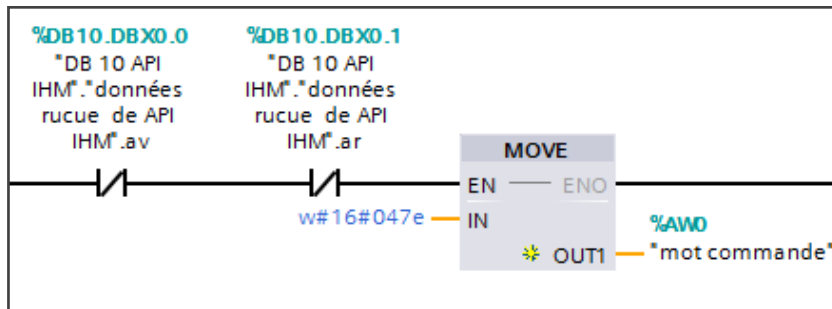 %DB10.DBX0.0
"DB 10 API
IHM"."données
rucue de API
IHM".av
%DB10.DBX0.1
"DB 10 API
IHM"."données
rucue de API
IHM".ar
MOVE
EN ENO
w#16#047e IN
OUT1
%AW0
"mot commande"